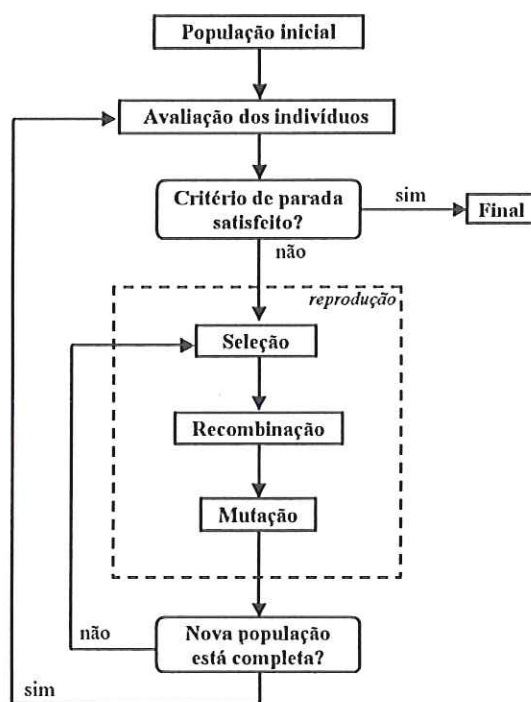 População inicial
Avaliação dos indivíduos
Critério de parada
satisfeito?
sim
Final
não
reprodução
Seleção
Recombinação
Mutação
Nova população
está completa?
não
sim